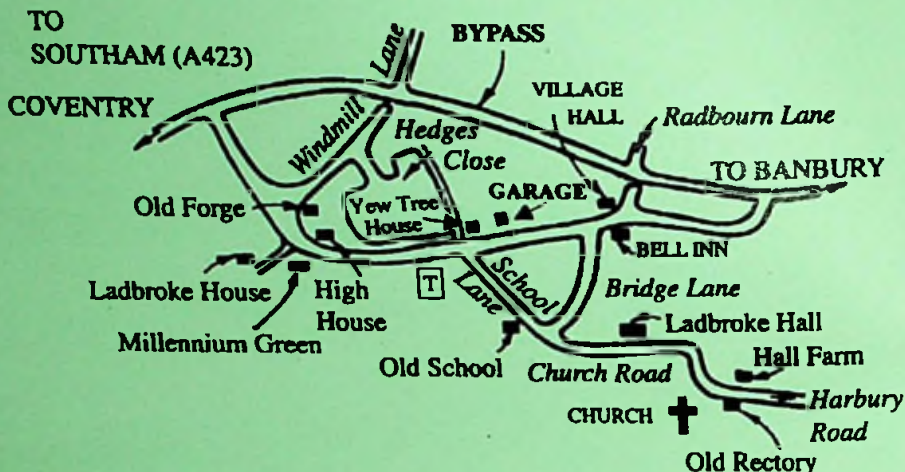 TO
SOUTHAM (A423)
COVENTRY
Lane
BYPASS
VILLAGE
HALL
Radbourn Lane
Windmill
Hedges
Close
TO BANBURY
Old Forge
Yew Tree
House
GARAGE
BELL INN
Ladbroke House
High
House
T
School
Lane
Bridge Lane
Millennium Green
Old School
Ladbroke Hall
Church Road
Hall Farm
CHURCH
Harbury
Road
Old Rectory